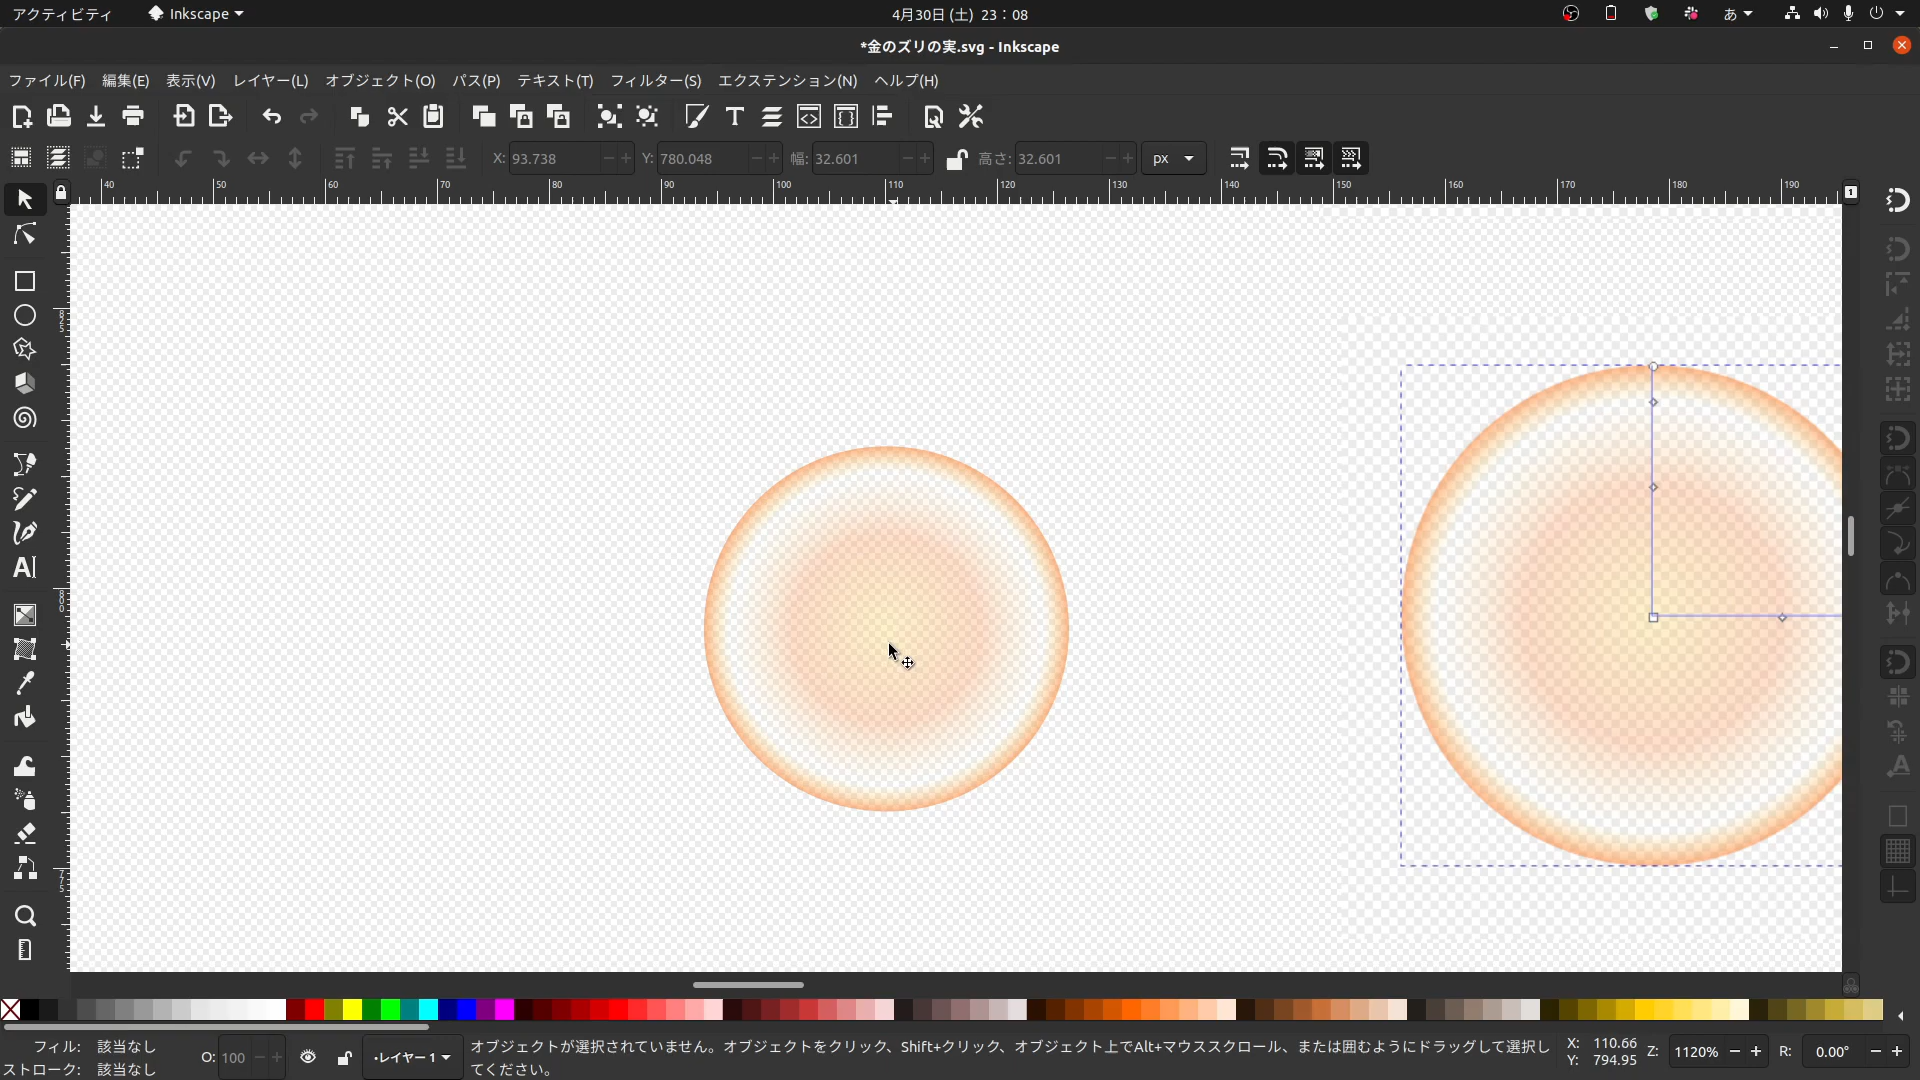 アクティビティ Inkscape 4月30日 (土) 23：08 あ
*金のズリの実.svg - Inkscape
ファイル(F) 編集(E) 表示(V) レイヤー(L) オブジェクト(O) パス(P) テキスト(T) フィルター(S) エクステンション(N) ヘルプ(H)
X: 93.738 Y: 780.048 幅: 32.601 高さ: 32.601 px
40 50 60 70 80 90 100 110 120 130 140 150 160 170 180 190 1
825
800
775
フィル: 該当なし O: 100 •レイヤー 1 オブジェクトが選択されていません。オブジェクトをクリック、Shift+クリック、オブジェクト上でAlt+マウススクロール、または囲むようにドラッグして選択し X: 110.66 Z: 1120% R: 0.00°
ストローク: 該当なし てください。 Y: 794.95